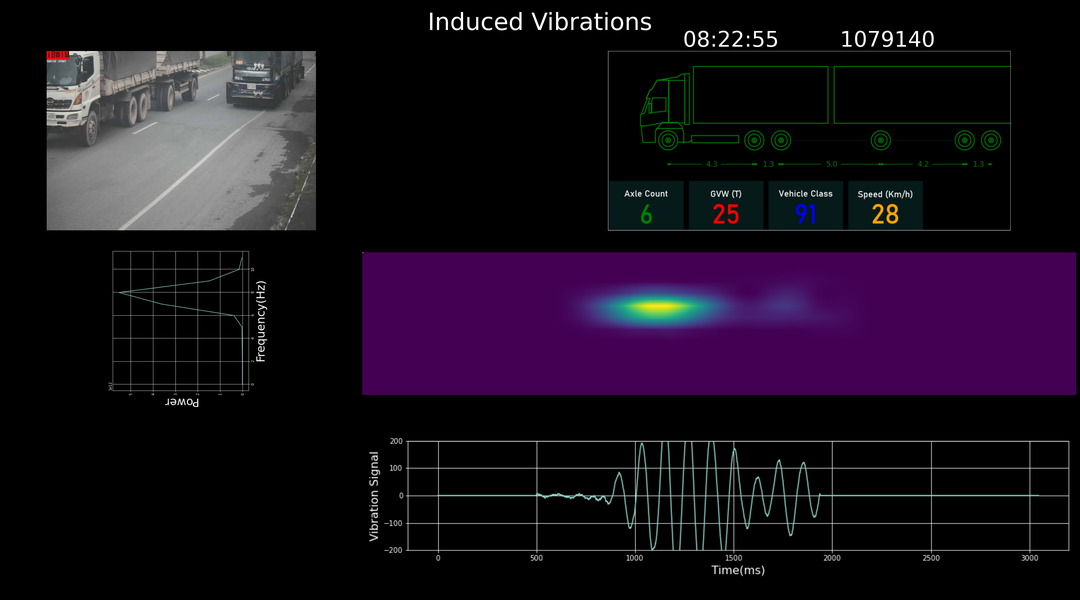 Induced Vibrations
08:22:55 1079140
4.3 1.3 5.0 4.2 1.3
Axle Count GVW (T) Vehicle Class Speed (Km/h)
6 25 91 28
Frequency(Hz)
Power
Vibration Signal
200
100
0
−100
−200
0 500 1000 1500 2000 2500 3000
Time(ms)